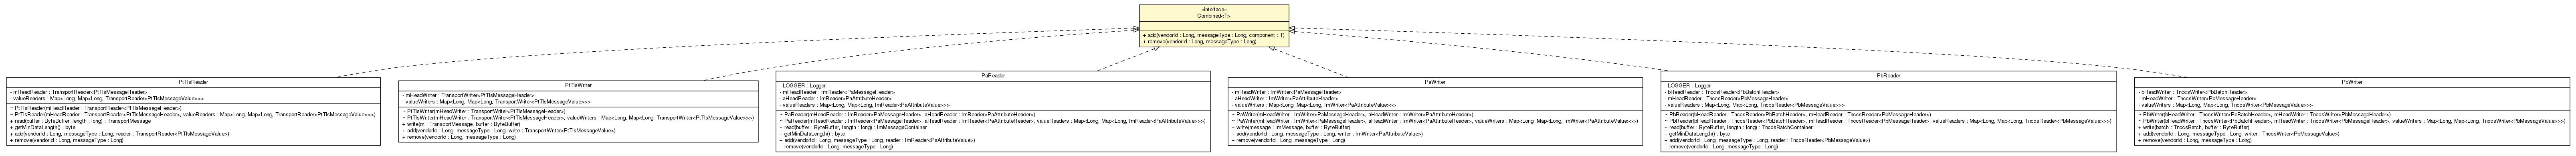 «interface»
Combined<T>
+ add(vendorId : Long, messageType : Long, component : T)
+ remove(vendorId : Long, messageType : Long)
PtTlsReader
- mHeadReader : TransportReader<PtTlsMessageHeader>
- valueReaders : Map<Long, Map<Long, TransportReader<PtTlsMessageValue>>>
~ PtTlsReader(mHeadReader : TransportReader<PtTlsMessageHeader>)
~ PtTlsReader(mHeadReader : TransportReader<PtTlsMessageHeader>, valueReaders : Map<Long, Map<Long, TransportReader<PtTlsMessageValue>>>)
+ read(buffer : ByteBuffer, length : long) : TransportMessage
+ getMinDataLength() : byte
+ add(vendorId : Long, messageType : Long, reader : TransportReader<PtTlsMessageValue>)
+ remove(vendorId : Long, messageType : Long)
PtTlsWriter
- mHeadWriter : TransportWriter<PtTlsMessageHeader>
- valueWriters : Map<Long, Map<Long, TransportWriter<PtTlsMessageValue>>>
~ PtTlsWriter(mHeadWriter : TransportWriter<PtTlsMessageHeader>)
~ PtTlsWriter(mHeadWriter : TransportWriter<PtTlsMessageHeader>, valueWriters : Map<Long, Map<Long, TransportWriter<PtTlsMessageValue>>>)
+ write(m : TransportMessage, buffer : ByteBuffer)
+ add(vendorId : Long, messageType : Long, write : TransportWriter<PtTlsMessageValue>)
+ remove(vendorId : Long, messageType : Long)
PaReader
- LOGGER : Logger
- mHeadReader : ImReader<PaMessageHeader>
- aHeadReader : ImReader<PaAttributeHeader>
- valueReaders : Map<Long, Map<Long, ImReader<PaAttributeValue>>>
~ PaReader(mHeadReader : ImReader<PaMessageHeader>, aHeadReader : ImReader<PaAttributeHeader>)
~ PaReader(mHeadReader : ImReader<PaMessageHeader>, aHeadReader : ImReader<PaAttributeHeader>, valueReaders : Map<Long, Map<Long, ImReader<PaAttributeValue>>>)
+ read(buffer : ByteBuffer, length : long) : ImMessageContainer
+ getMinDataLength() : byte
+ add(vendorId : Long, messageType : Long, reader : ImReader<PaAttributeValue>)
+ remove(vendorId : Long, messageType : Long)
PaWriter
- mHeadWriter : ImWriter<PaMessageHeader>
- aHeadWriter : ImWriter<PaAttributeHeader>
- valueWriters : Map<Long, Map<Long, ImWriter<PaAttributeValue>>>
~ PaWriter(mHeadWriter : ImWriter<PaMessageHeader>, aHeadWriter : ImWriter<PaAttributeHeader>)
~ PaWriter(mHeadWriter : ImWriter<PaMessageHeader>, aHeadWriter : ImWriter<PaAttributeHeader>, valueWriters : Map<Long, Map<Long, ImWriter<PaAttributeValue>>>)
+ write(message : ImMessage, buffer : ByteBuffer)
+ add(vendorId : Long, messageType : Long, writer : ImWriter<PaAttributeValue>)
+ remove(vendorId : Long, messageType : Long)
PbReader
- LOGGER : Logger
- bHeadReader : TnccsReader<PbBatchHeader>
- mHeadReader : TnccsReader<PbMessageHeader>
- valueReaders : Map<Long, Map<Long, TnccsReader<PbMessageValue>>>
~ PbReader(bHeadReader : TnccsReader<PbBatchHeader>, mHeadReader : TnccsReader<PbMessageHeader>)
~ PbReader(bHeadReader : TnccsReader<PbBatchHeader>, mHeadReader : TnccsReader<PbMessageHeader>, valueReaders : Map<Long, Map<Long, TnccsReader<PbMessageValue>>>)
+ read(buffer : ByteBuffer, length : long) : TnccsBatchContainer
+ getMinDataLength() : byte
+ add(vendorId : Long, messageType : Long, reader : TnccsReader<PbMessageValue>)
+ remove(vendorId : Long, messageType : Long)
PbWriter
- bHeadWriter : TnccsWriter<PbBatchHeader>
- mHeadWriter : TnccsWriter<PbMessageHeader>
- valueWriters : Map<Long, Map<Long, TnccsWriter<PbMessageValue>>>
~ PbWriter(bHeadWriter : TnccsWriter<PbBatchHeader>, mHeadWriter : TnccsWriter<PbMessageHeader>)
~ PbWriter(bHeadWriter : TnccsWriter<PbBatchHeader>, mHeadWriter : TnccsWriter<PbMessageHeader>, valueWriters : Map<Long, Map<Long, TnccsWriter<PbMessageValue>>>)
+ write(batch : TnccsBatch, buffer : ByteBuffer)
+ add(vendorId : Long, messageType : Long, writer : TnccsWriter<PbMessageValue>)
+ remove(vendorId : Long, messageType : Long)